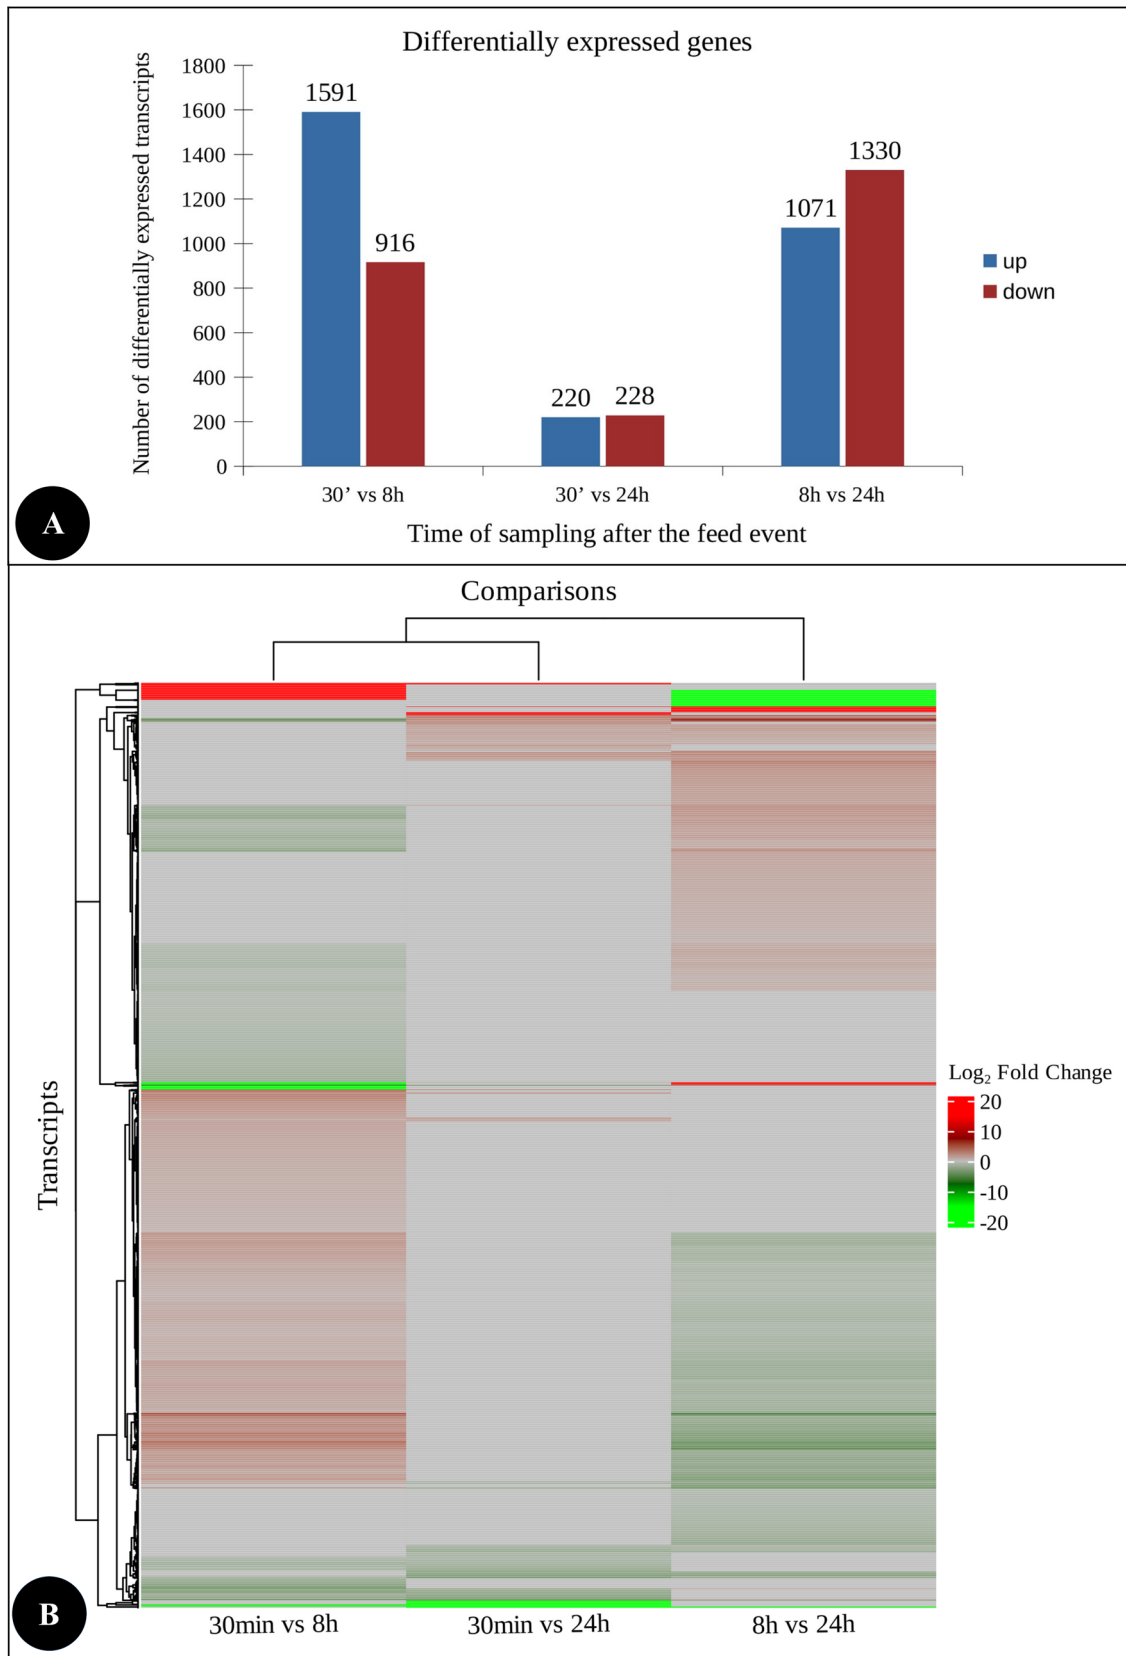 Differentially expressed genes
Number of differentially expressed transcripts
1800
1600
1400
1200
1000
800
600
400
200
0
1591
916
220
228
1071
1330
up
down
30’ vs 8h
30’ vs 24h
8h vs 24h
Time of sampling after the feed event
A
Comparisons
Transcripts
Log₂ Fold Change
20
10
0
-10
-20
30min vs 8h
30min vs 24h
8h vs 24h
B